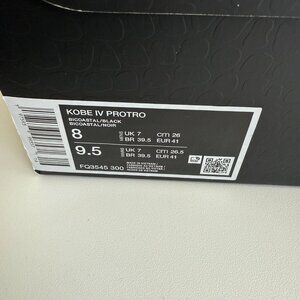 KOBE IV PROTRO
BICOASTAL/BLACK
BICOASTAL/NOIR
8 UK 7 CM 26
BR 39.5 EUR 41
9.5 UK 7 CM 26.5
BR 39.5 EUR 41
FQ3545 300